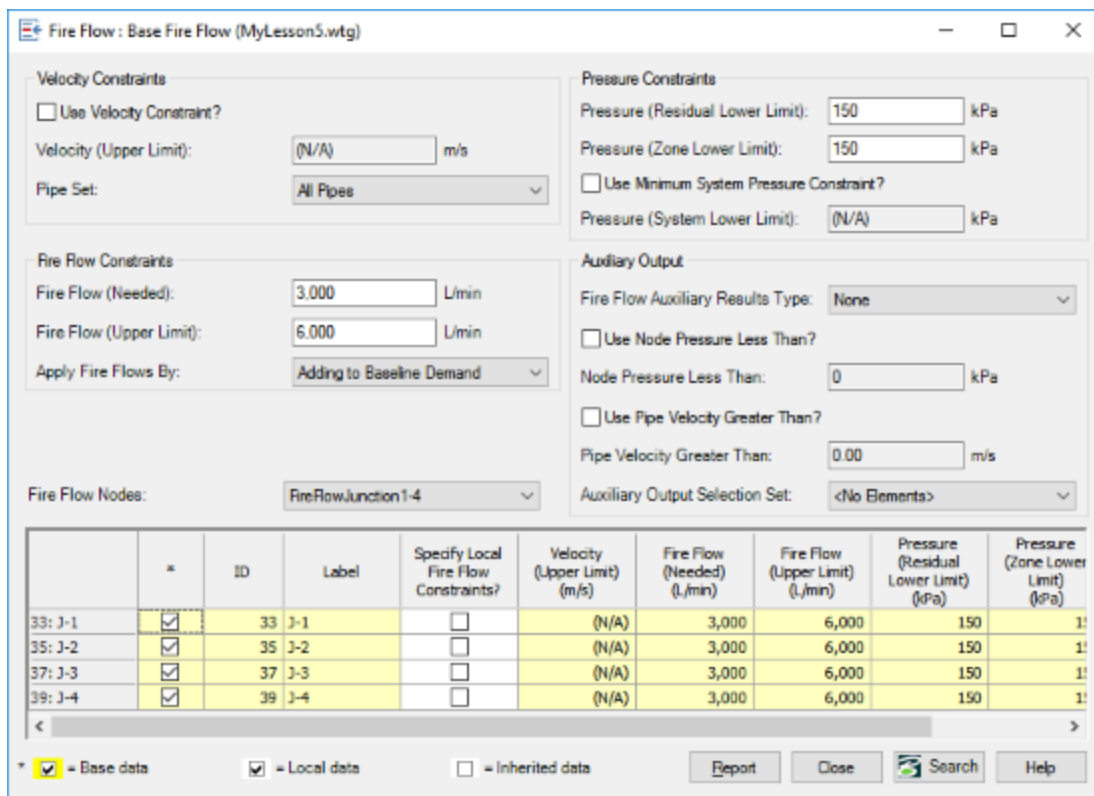 Fire Flow : Base Fire Flow (MyLesson5.wtg)
Velocity Constraints
Use Velocity Constraint?
Velocity (Upper Limit): (N/A) m/s
Pipe Set: All Pipes
Pressure Constraints
Pressure (Residual Lower Limit): 150 kPa
Pressure (Zone Lower Limit): 150 kPa
Use Minimum System Pressure Constraint?
Pressure (System Lower Limit): (N/A) kPa
Fire Flow Constraints
Fire Flow (Needed): 3,000 L/min
Fire Flow (Upper Limit): 6,000 L/min
Apply Fire Flows By: Adding to Baseline Demand
Auxiliary Output
Fire Flow Auxiliary Results Type: None
Use Node Pressure Less Than?
Node Pressure Less Than: 0 kPa
Use Pipe Velocity Greater Than?
Pipe Velocity Greater Than: 0.00 m/s
Fire Flow Nodes: FireFlowJunction1-4
Auxiliary Output Selection Set: <No Elements>
* ID Label
Specify Local
Fire Flow
Constraints?
Velocity
(Upper Limit)
(m/s)
Fire Flow
(Needed)
(L/min)
Fire Flow
(Upper Limit)
(L/min)
Pressure
(Residual
Lower Limit)
(kPa)
Pressure
(Zone Lower
Limit)
(kPa)
33: J-1 33 J-1 (N/A) 3,000 6,000 150
35: J-2 35 J-2 (N/A) 3,000 6,000 150
37: J-3 37 J-3 (N/A) 3,000 6,000 150
39: J-4 39 J-4 (N/A) 3,000 6,000 150
* = Base data = Local data = Inherited data Report Close Search Help